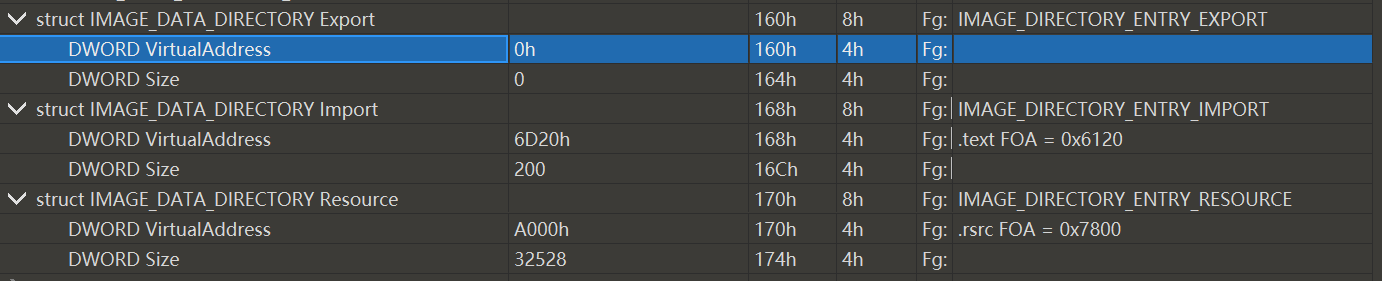 struct IMAGE_DATA_DIRECTORY Export 160h 8h Fg: IMAGE_DIRECTORY_ENTRY_EXPORT
DWORD VirtualAddress 0h 160h 4h Fg:
DWORD Size 0 164h 4h Fg:
struct IMAGE_DATA_DIRECTORY Import 168h 8h Fg: IMAGE_DIRECTORY_ENTRY_IMPORT
DWORD VirtualAddress 6D20h 168h 4h Fg: .text FOA = 0x6120
DWORD Size 200 16Ch 4h Fg:
struct IMAGE_DATA_DIRECTORY Resource 170h 8h Fg: IMAGE_DIRECTORY_ENTRY_RESOURCE
DWORD VirtualAddress A000h 170h 4h Fg: .rsrc FOA = 0x7800
DWORD Size 32528 174h 4h Fg: